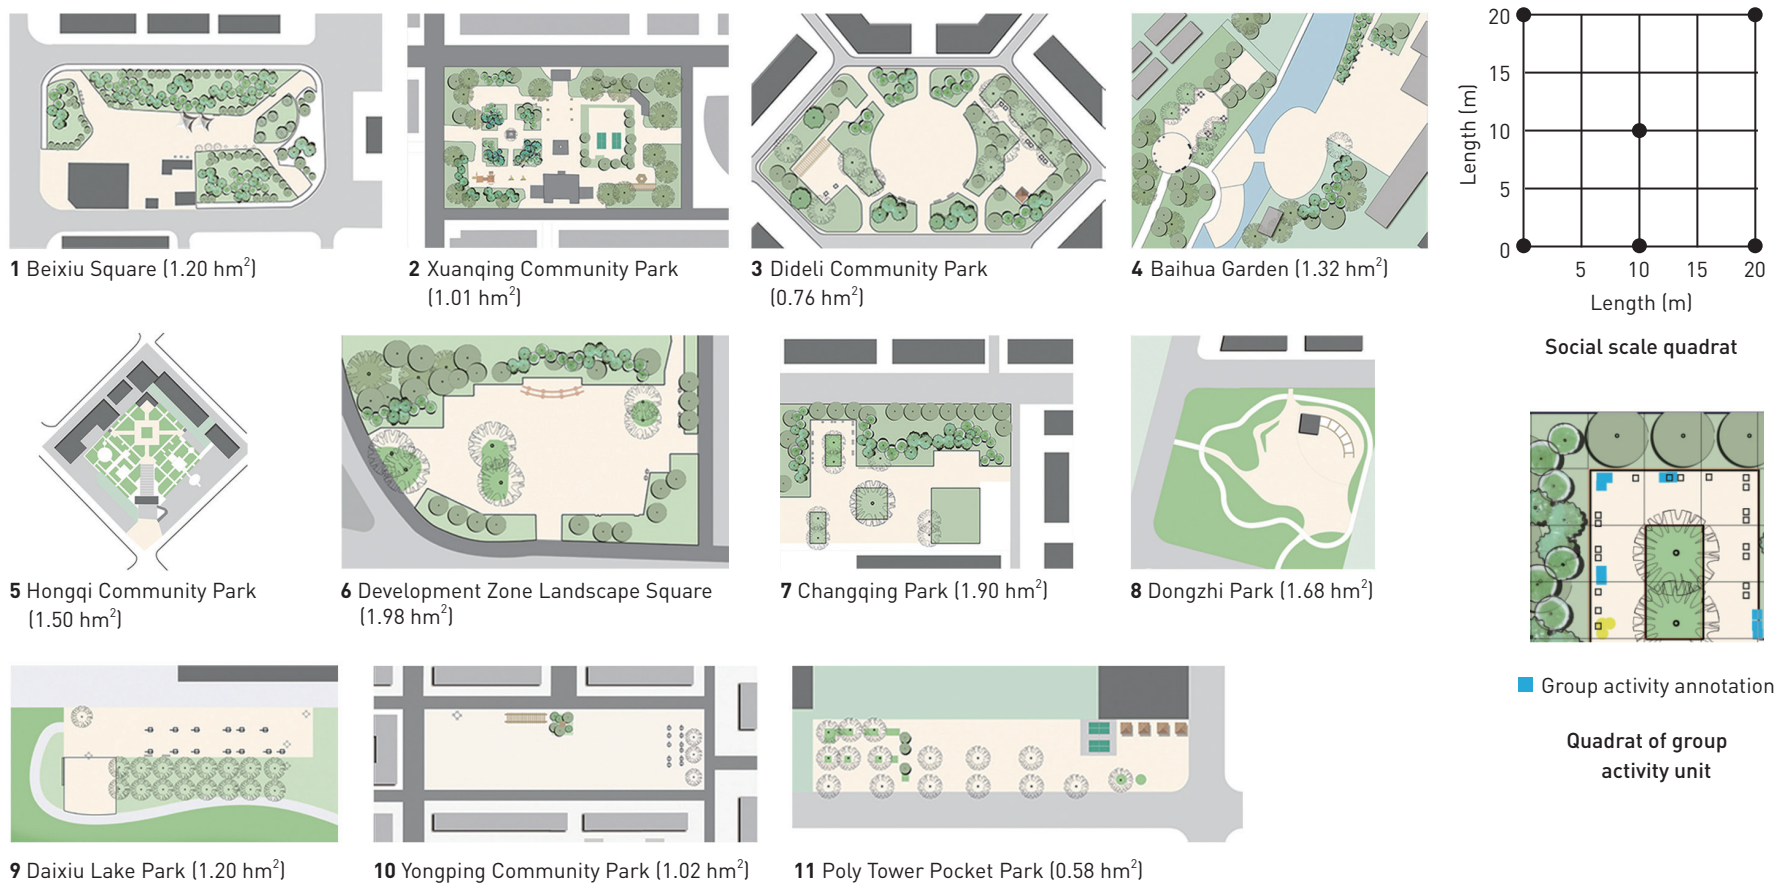 1 Beixiu Square (1.20 hm²)
2 Xuanqing Community Park
(1.01 hm²)
3 Dideli Community Park
(0.76 hm²)
4 Baihua Garden (1.32 hm²)
20
15
10
5
0
Length (m)
5 10 15 20
Length (m)
Social scale quadrat
5 Hongqi Community Park
(1.50 hm²)
6 Development Zone Landscape Square
(1.98 hm²)
7 Changqing Park (1.90 hm²)
8 Dongzhi Park (1.68 hm²)
Group activity annotation
Quadrat of group
activity unit
9 Daixiu Lake Park (1.20 hm²)
10 Yongping Community Park (1.02 hm²)
11 Poly Tower Pocket Park (0.58 hm²)